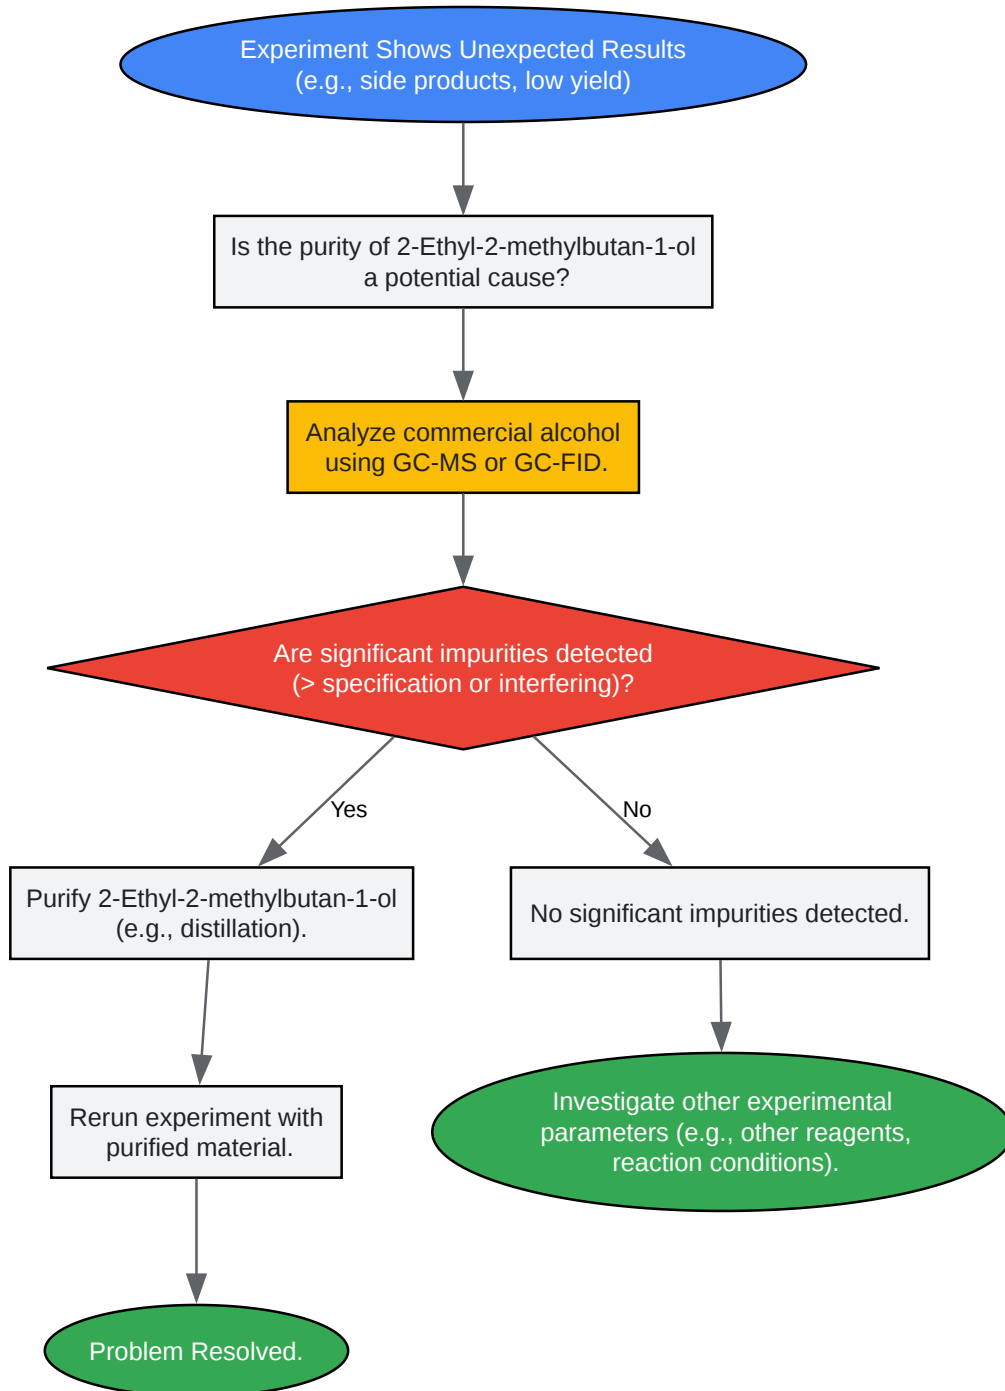 Experiment Shows Unexpected Results
(e.g., side products, low yield)
Is the purity of 2-Ethyl-2-methylbutan-1-ol
a potential cause?
Analyze commercial alcohol
using GC-MS or GC-FID.
Are significant impurities detected
(> specification or interfering)?
Yes
No
Purify 2-Ethyl-2-methylbutan-1-ol
(e.g., distillation).
No significant impurities detected.
Rerun experiment with
purified material.
Investigate other experimental
parameters (e.g., other reagents,
reaction conditions).
Problem Resolved.